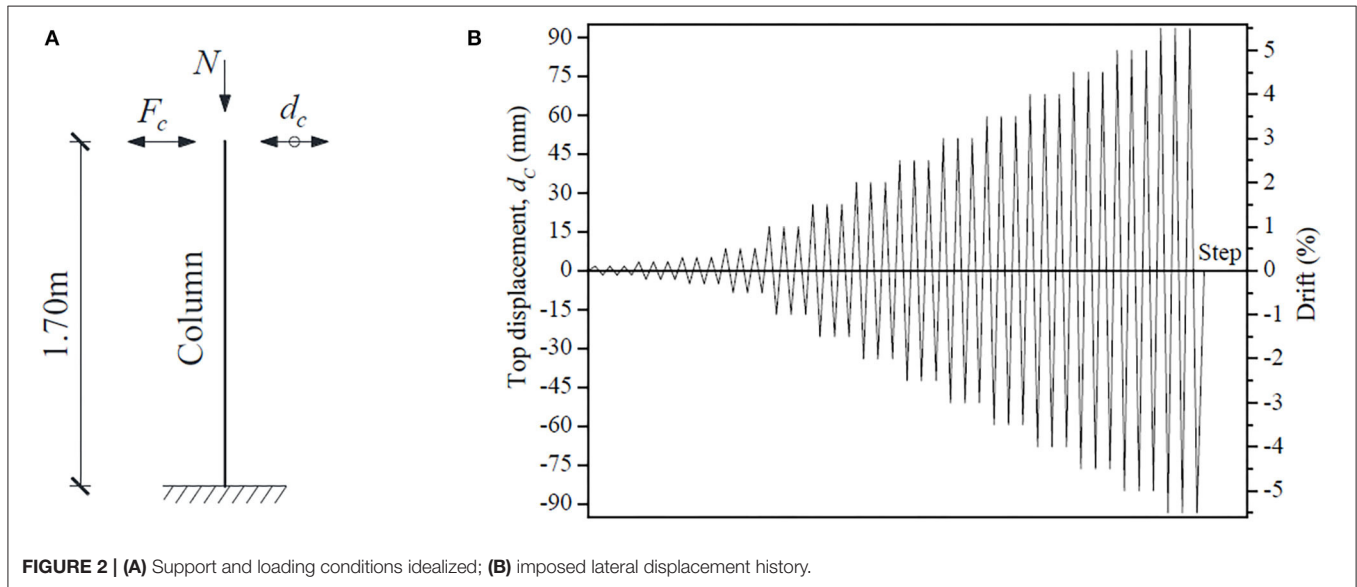 A
N
F_c
d_c
1.70m
Column
B
Top displacement, d_C (mm)
90
75
60
45
30
15
0
-15
-30
-45
-60
-75
-90
Step
5
4
3
2
1
0
-1
-2
-3
-4
-5
Drift (%)
FIGURE 2 | (A) Support and loading conditions idealized; (B) imposed lateral displacement history.